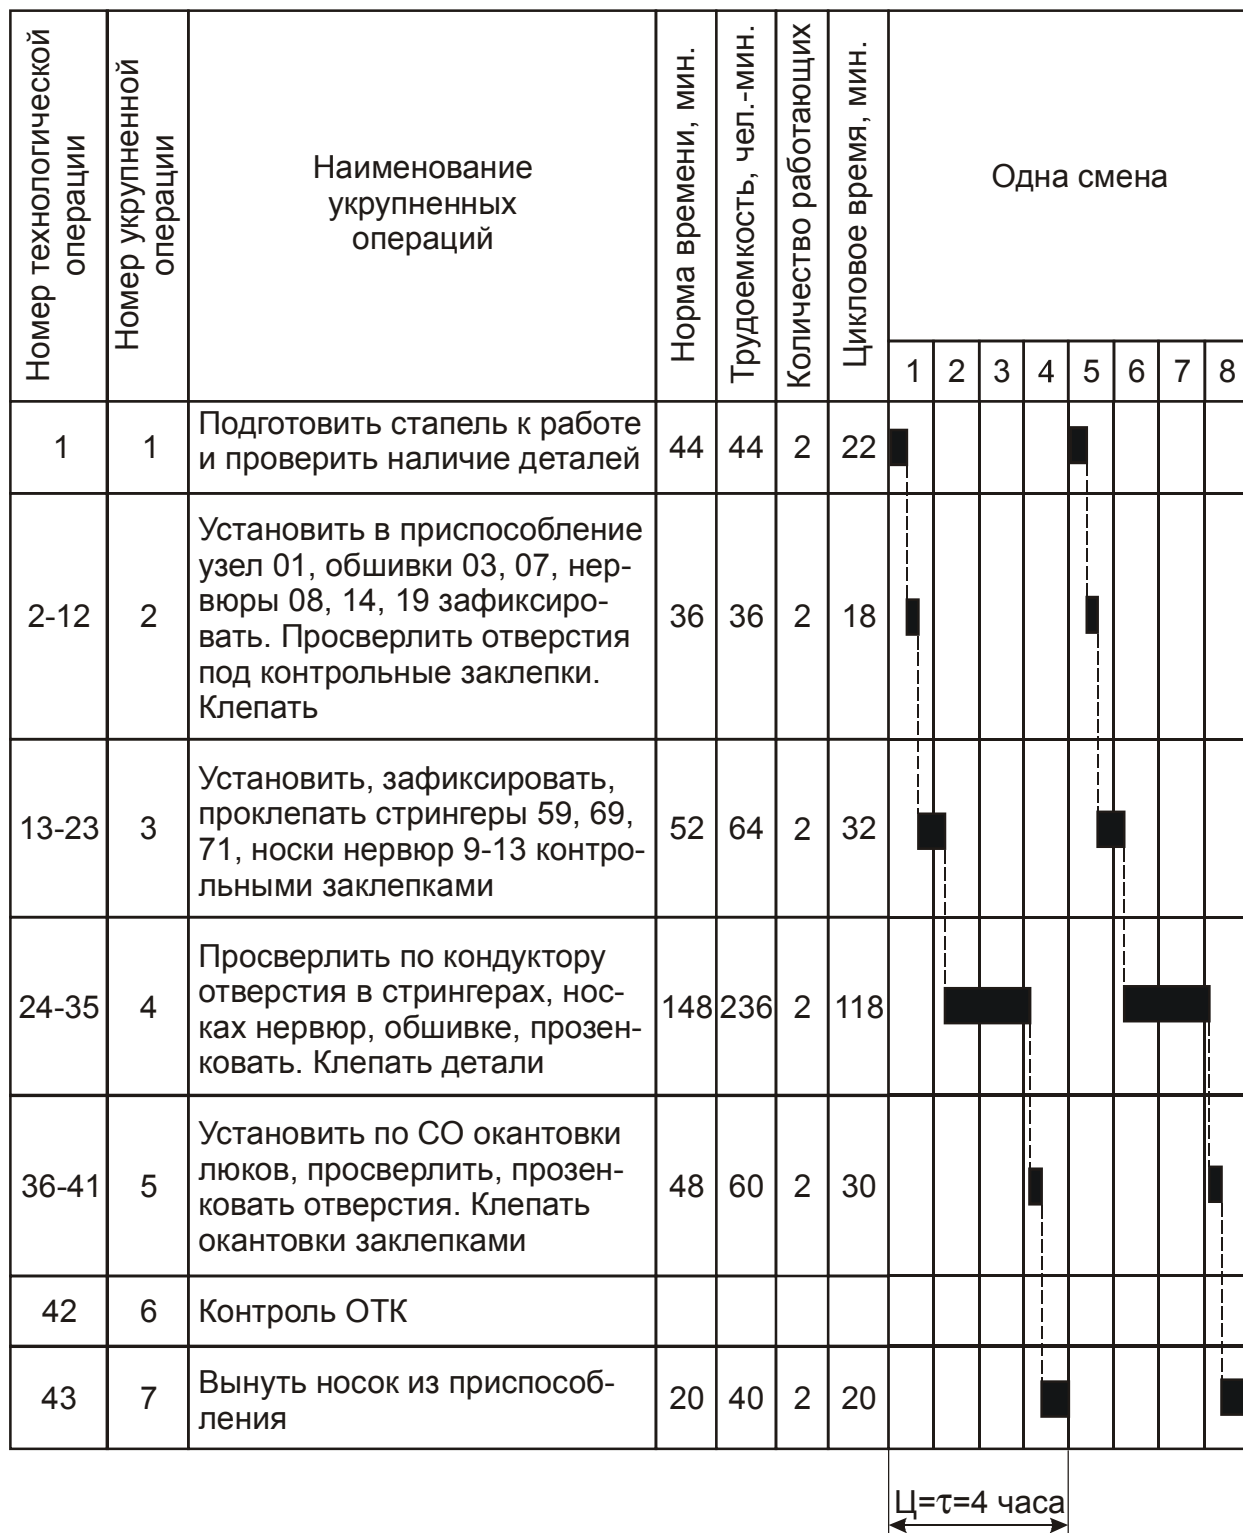 Номер технологической
операции
Номер укрупненной
операции
Наименование
укрупненных
операций
Норма времени, мин.
Трудоемкость, чел.-мин.
Количество работающих
Цикловое время, мин.
Одна смена
1 2 3 4 5 6 7 8
1 1 Подготовить стапель к работе
и проверить наличие деталей 44 44 2 22
2-12 2 Установить в приспособление
узел 01, обшивки 03, 07, нер-
вюры 08, 14, 19 зафиксиро-
вать. Просверлить отверстия
под контрольные заклепки.
Клепать
36 36 2 18
13-23 3 Установить, зафиксировать,
проклепать стрингеры 59, 69,
71, носки нервюр 9-13 контро-
льными заклепками
52 64 2 32
24-35 4 Просверлить по кондуктору
отверстия в стрингерах, нос-
ках нервюр, обшивке, прозен-
ковать. Клепать детали
148 236 2 118
36-41 5 Установить по СО окантовки
люков, просверлить, прозен-
ковать отверстия. Клепать
окантовки заклепками
48 60 2 30
42 6 Контроль ОТК
43 7 Вынуть носок из приспособ-
ления
20 40 2 20
Ц=τ=4 часа